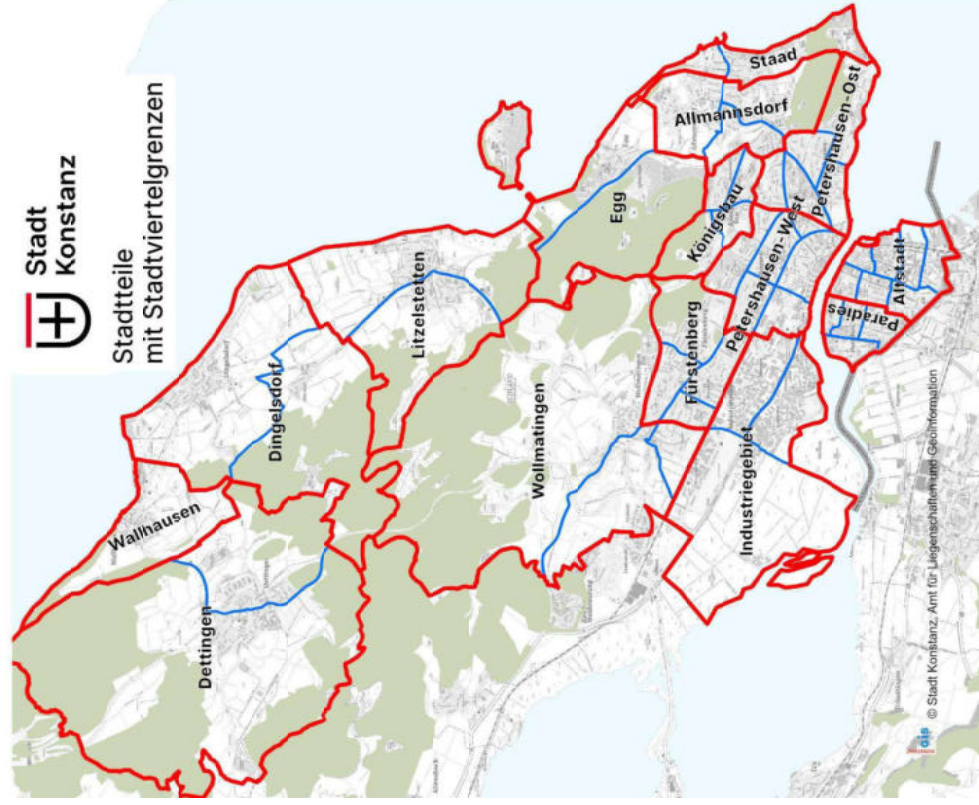 Stadt
Konstanz
Stadtteile
mit Stadtviertelgrenzen
Wallhausen
Dettingen
Dingelsdorf
Litzelstetten
Wollmatingen
Egg
Allmannsdorf
Staad
Königsbau
Petershausen-Ost
Petershausen-West
Fürstenberg
Industriegebiet
Paradies
Altstadt
© Stadt Konstanz, Amt für Liegenschaften und Geoinformation
GIS